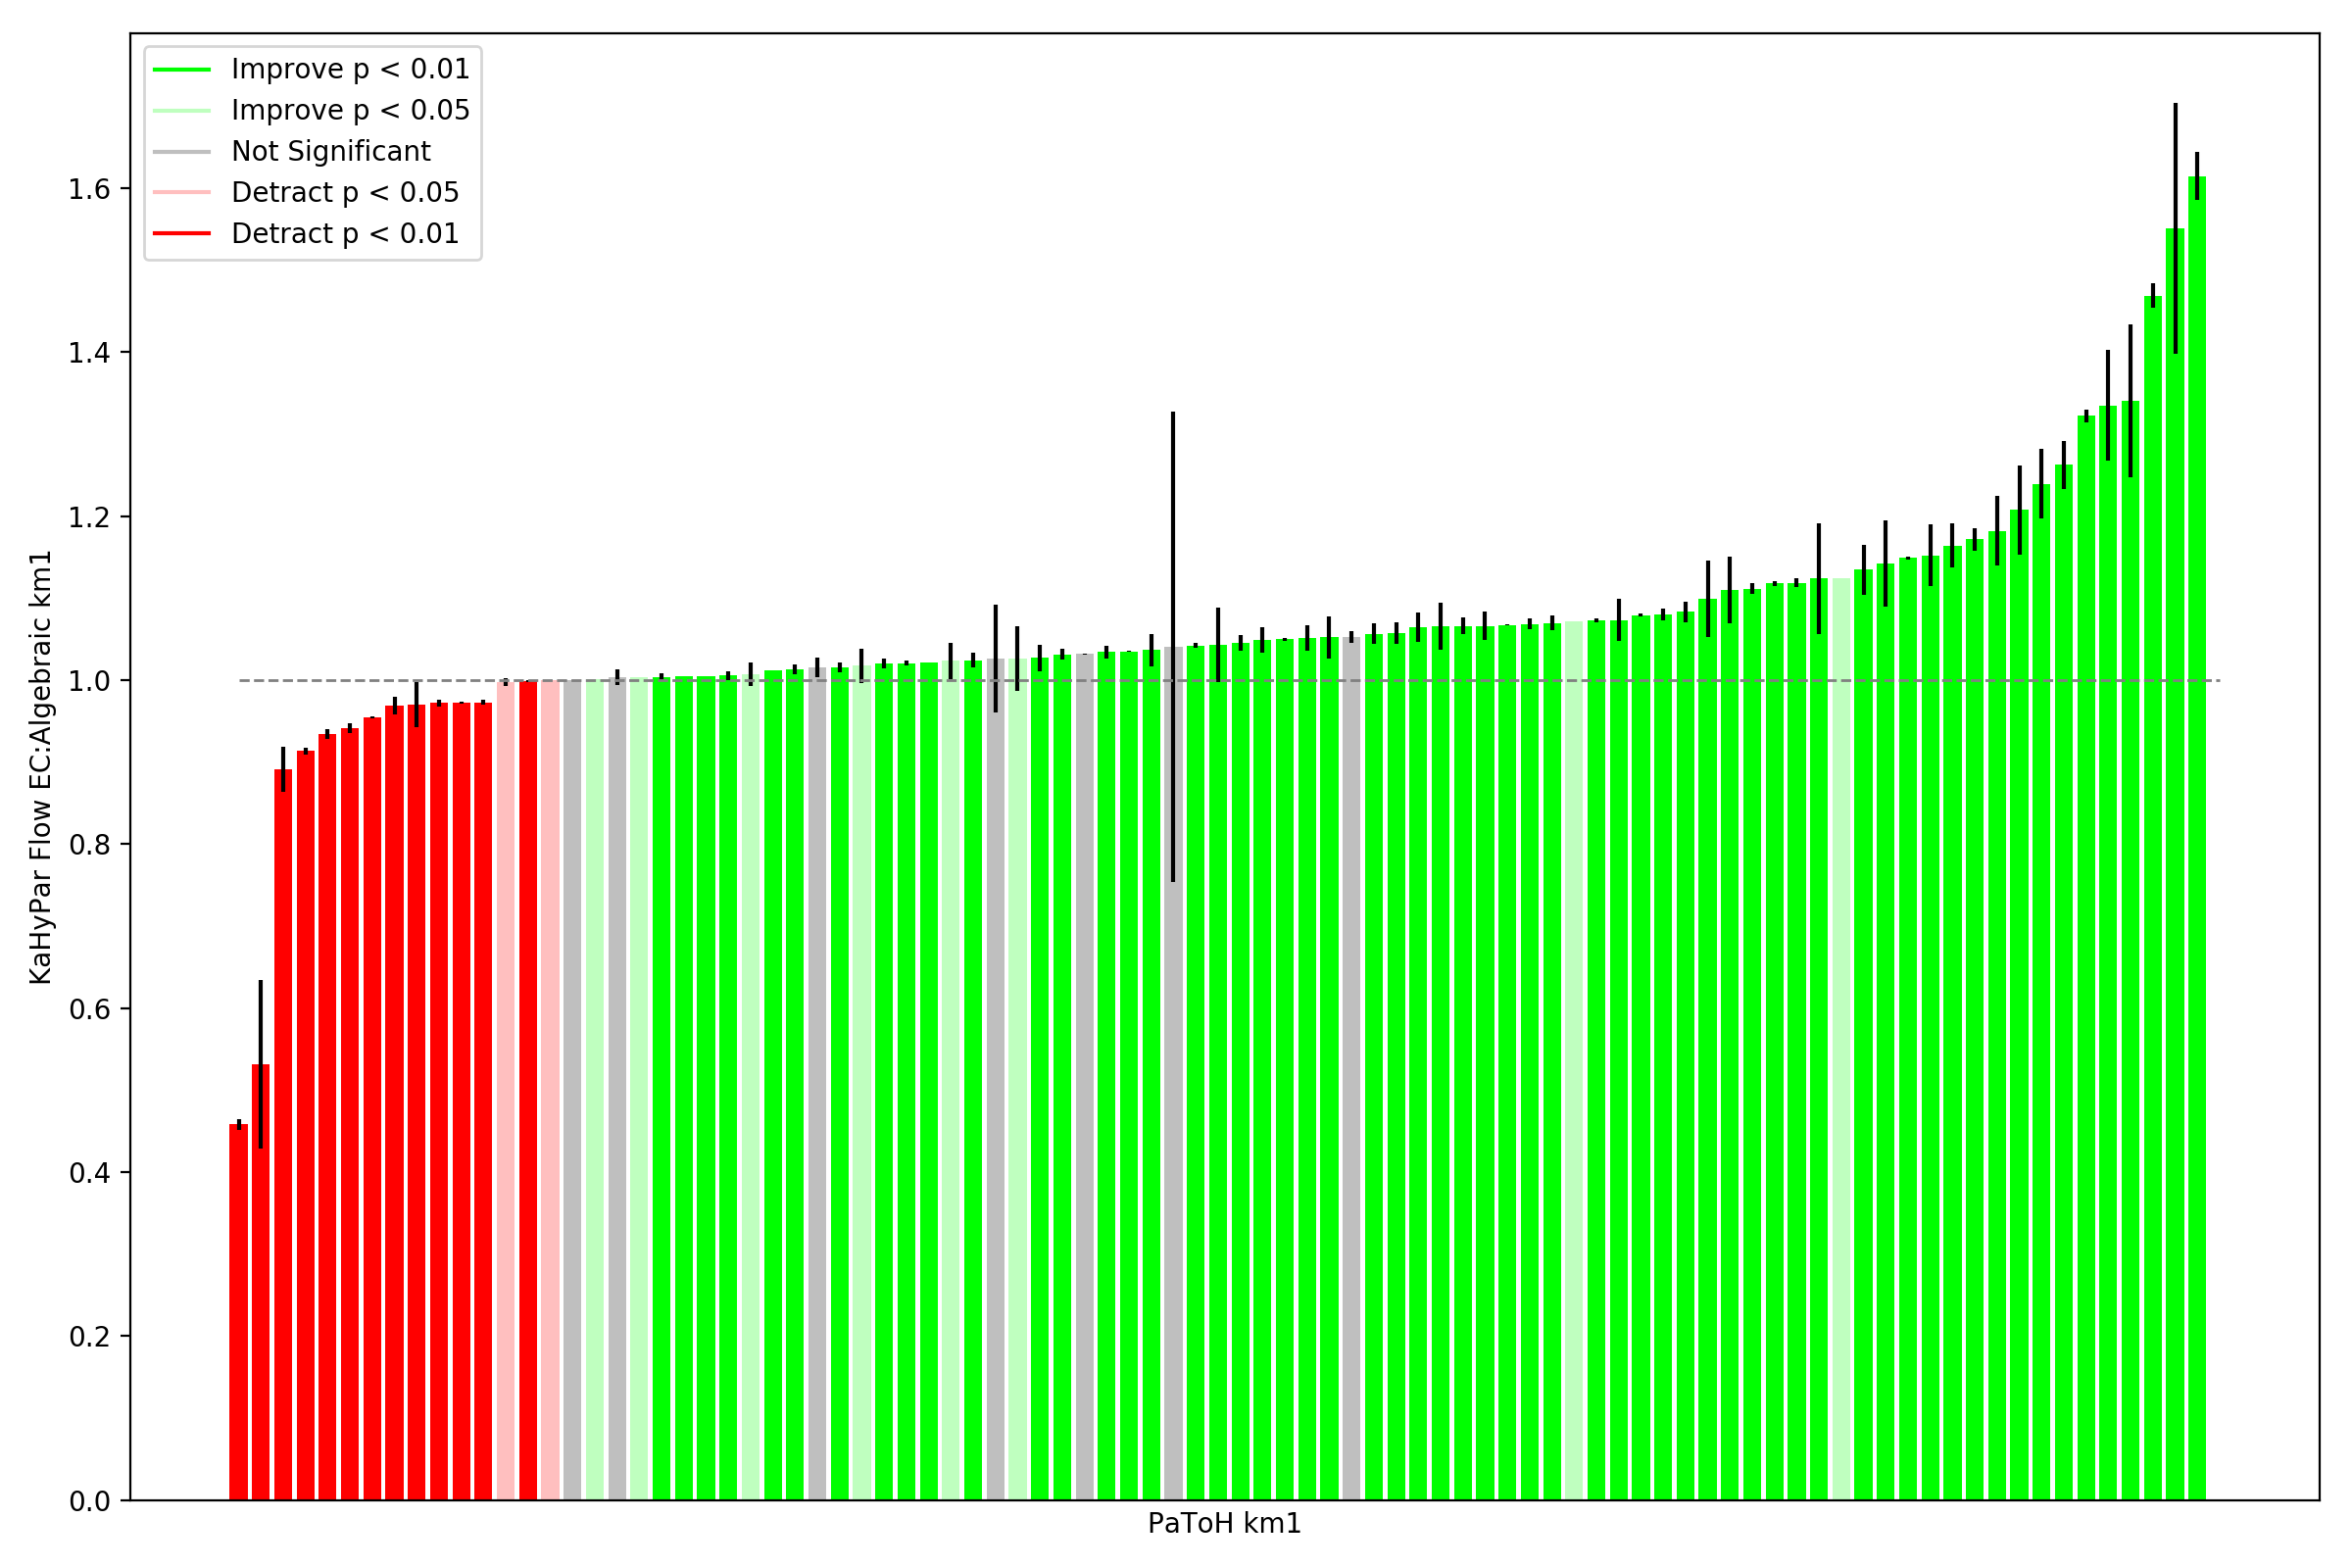 Improve p < 0.01
Improve p < 0.05
Not Significant
Detract p < 0.05
Detract p < 0.01
1.6
1.4
1.2
1.0
0.8
0.6
0.4
0.2
0.0
KaHyPar Flow EC:Algebraic km1
PaToH km1